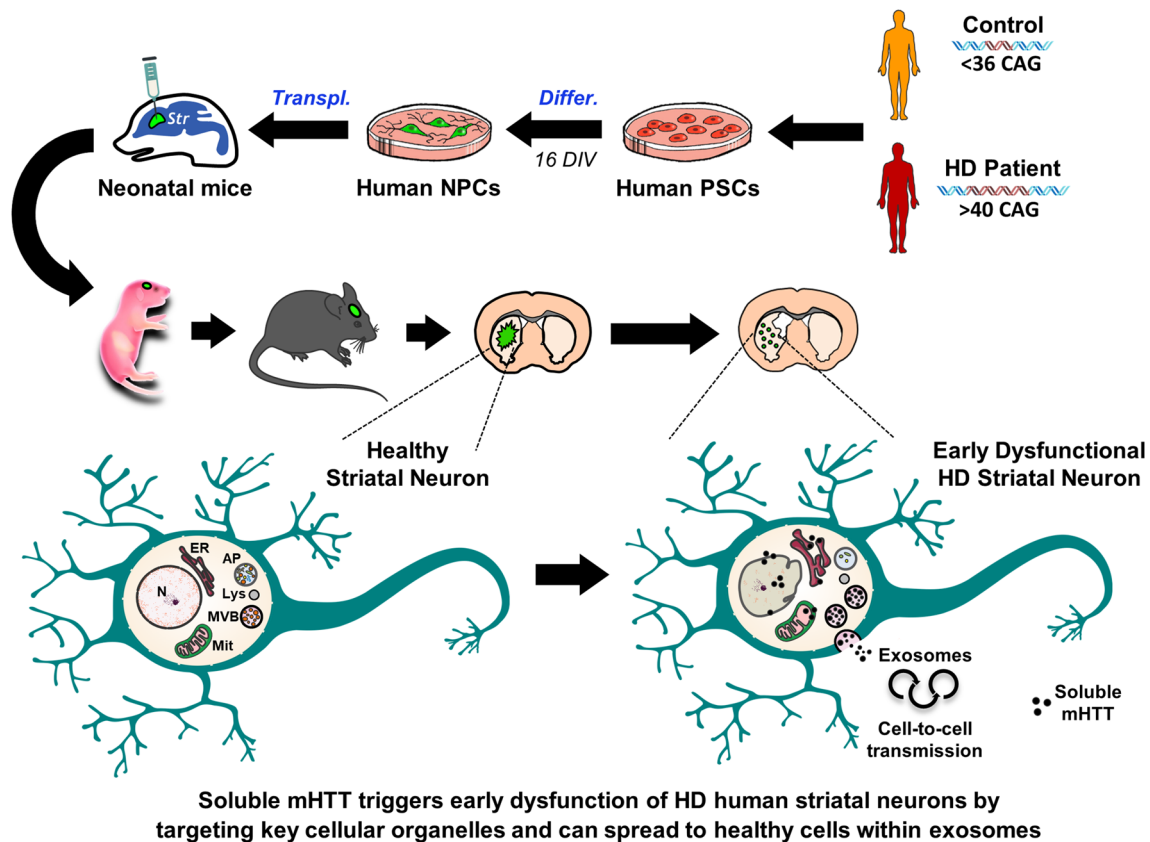 Control
<36 CAG
HD Patient
>40 CAG
Transpl.
Differ.
16 DIV
Str
Neonatal mice
Human NPCs
Human PSCs
Healthy
Striatal Neuron
Early Dysfunctional
HD Striatal Neuron
ER
AP
N
Lys
MVB
Mit
Exosomes
Cell-to-cell
transmission
Soluble
mHTT
Soluble mHTT triggers early dysfunction of HD human striatal neurons by
targeting key cellular organelles and can spread to healthy cells within exosomes